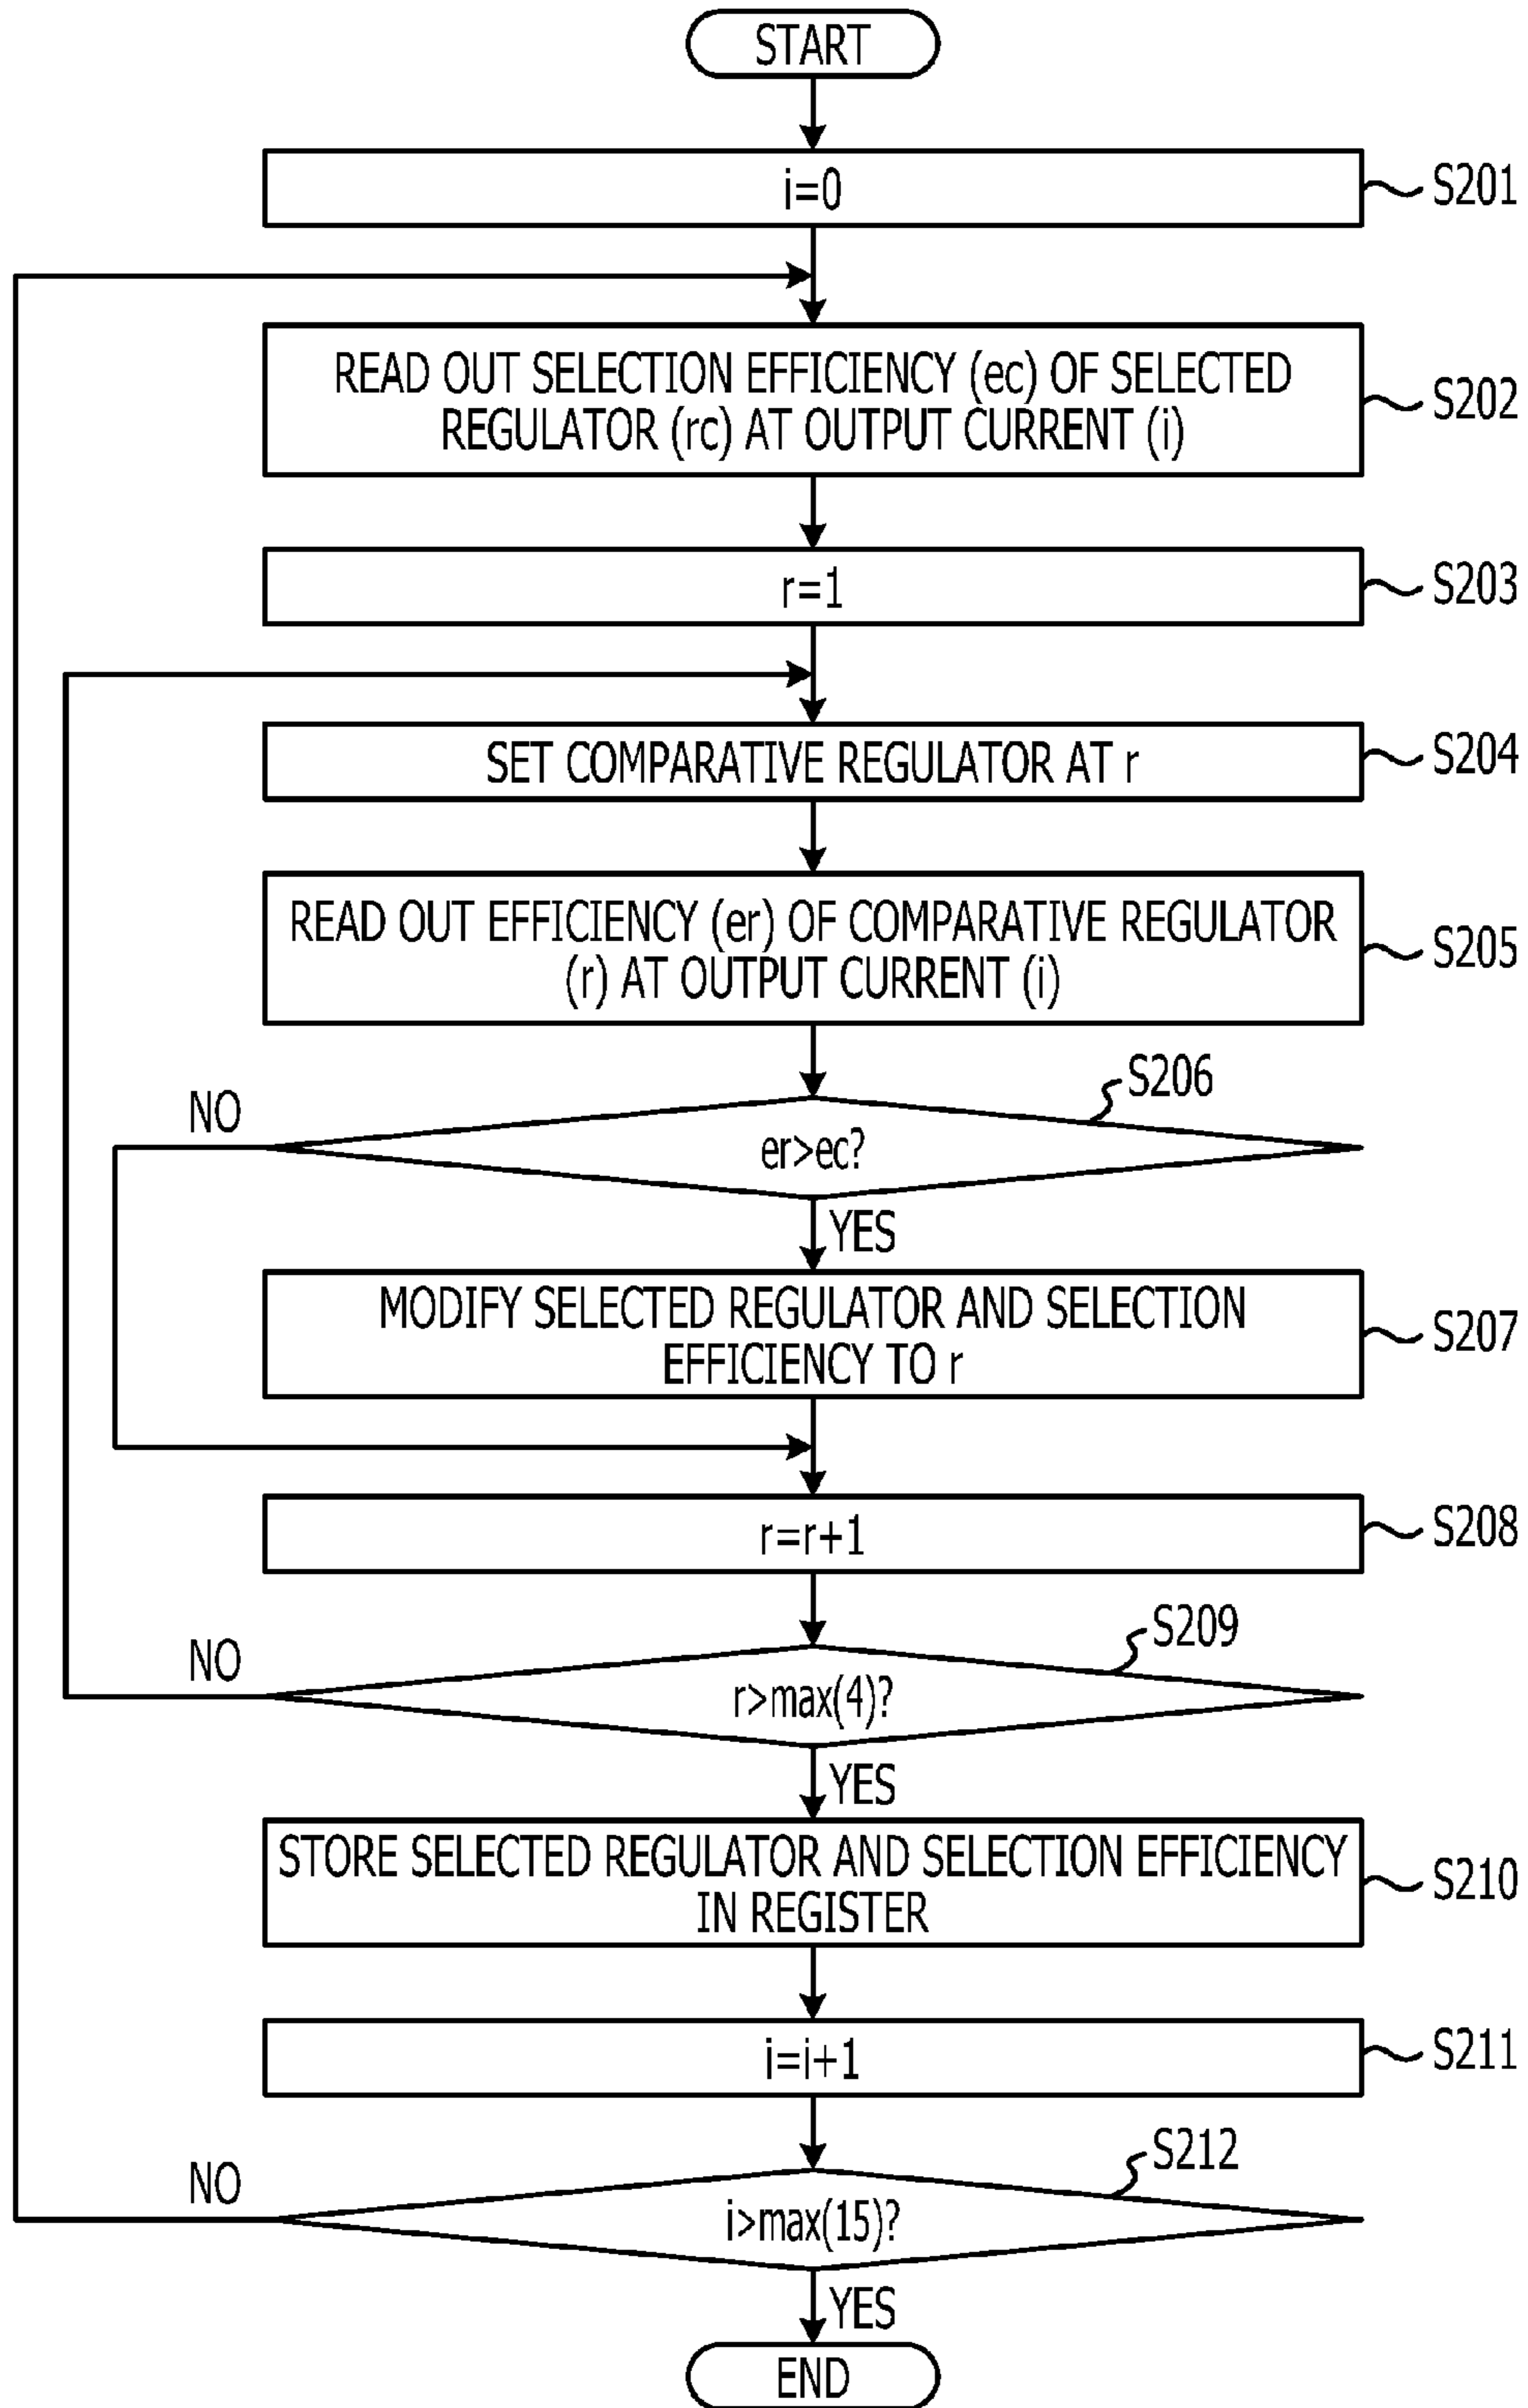 START
i=0
S201
READ OUT SELECTION EFFICIENCY (ec) OF SELECTED
REGULATOR (rc) AT OUTPUT CURRENT (i)
S202
r=1
S203
SET COMPARATIVE REGULATOR AT r
S204
READ OUT EFFICIENCY (er) OF COMPARATIVE REGULATOR
(r) AT OUTPUT CURRENT (i)
S205
S206
NO
er>ec?
YES
MODIFY SELECTED REGULATOR AND SELECTION
EFFICIENCY TO r
S207
r=r+1
S208
S209
NO
r>max(4)?
YES
STORE SELECTED REGULATOR AND SELECTION EFFICIENCY
IN REGISTER
S210
i=i+1
S211
S212
NO
i>max(15)?
YES
END